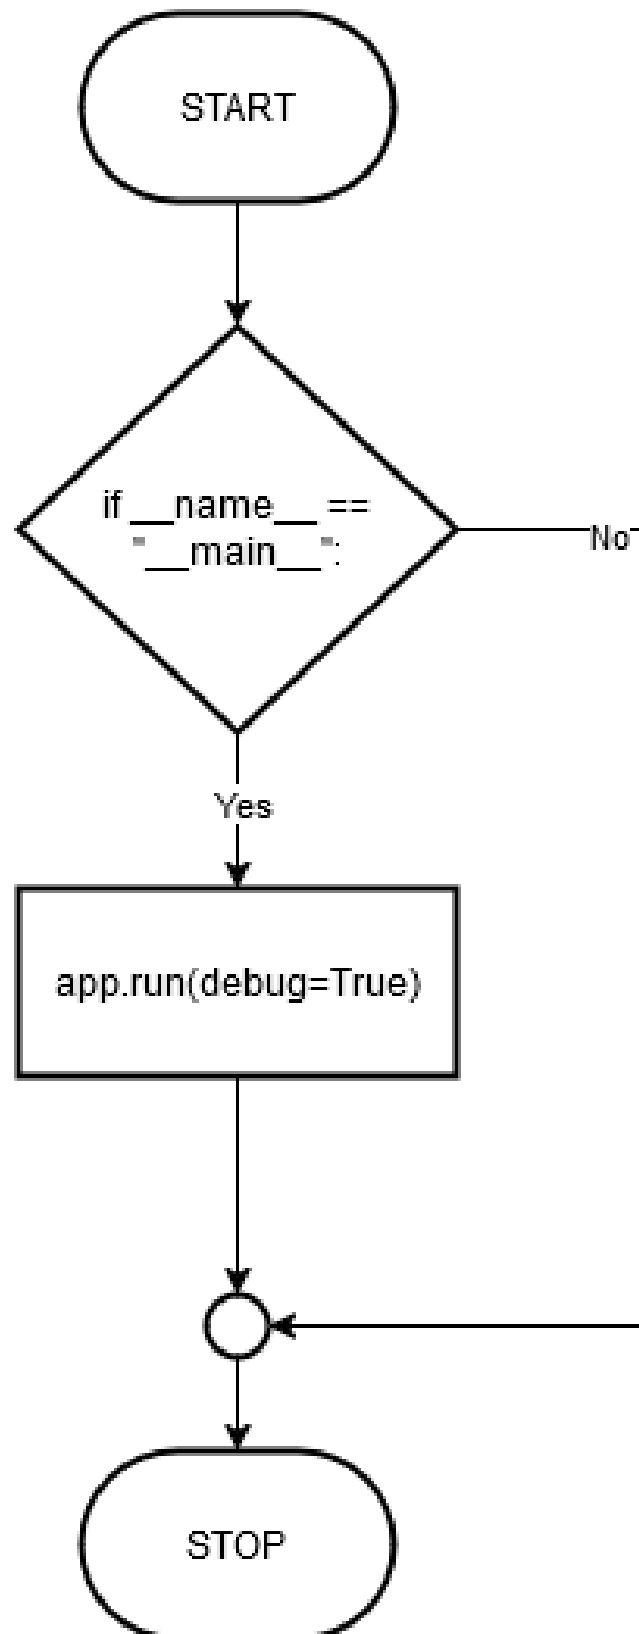 START
if __name__ ==
"__main__":
No
Yes
app.run(debug=True)
STOP